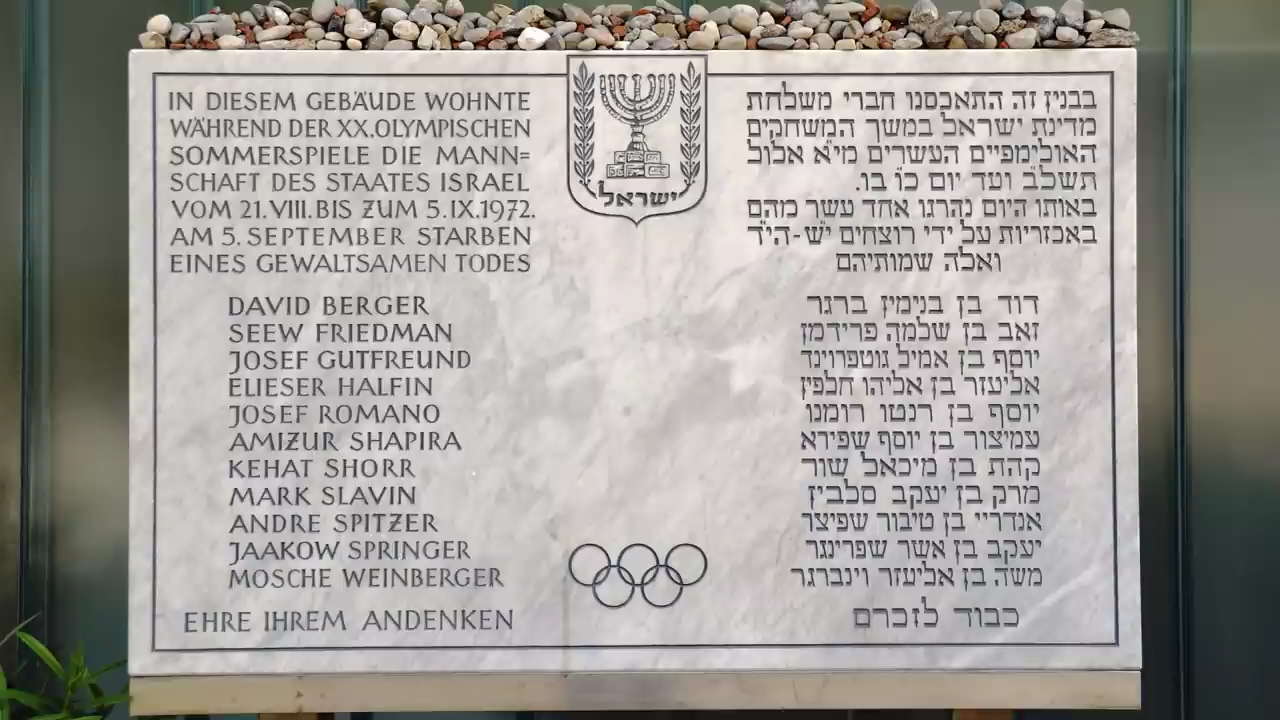 IN DIESEM GEBÄUDE WOHNTE
WÄHREND DER XX.OLYMPISCHEN
SOMMERSPIELE DIE MANN=
SCHAFT DES STAATES ISRAEL
VOM 21.VIII.BIS ZUM 5.IX.1972.
AM 5. SEPTEMBER STARBEN
EINES GEWALTSAMEN TODES
DAVID BERGER
SEEW FRIEDMAN
JOSEF GUTFREUND
ELIESER HALFIN
JOSEF ROMANO
AMIZUR SHAPIRA
KEHAT SHORR
MARK SLAVIN
ANDRE SPITZER
JAAKOW SPRINGER
MOSCHE WEINBERGER
EHRE IHREM ANDENKEN
ישראל
בבנין זה התאכסנו חברי משלחת
מדינת ישראל במשך המשחקים
האולימפיים העשרים מי״א אלול
תשל״ב ועד יום כ״ו בו.
באותו היום נהרגו אחד עשר מהם
באכזריות על ידי רוצחים י״ש-הי״ד
ואלה שמותיהם
דוד בן בנימין ברגר
זאב בן שלמה פרידמן
יוסף בן אמיל גוטפרוינד
אליעזר בן אליהו חלפין
יוסף בן רנטו רומנו
עמיצור בן יוסף שפירא
קהת בן מיכאל שור
מרק בן יעקב סלבין
אנדריי בן טיבור שפיצר
יעקב בן אשר שפרינגר
משה בן אליעזר וינברגר
כבוד לזכרם